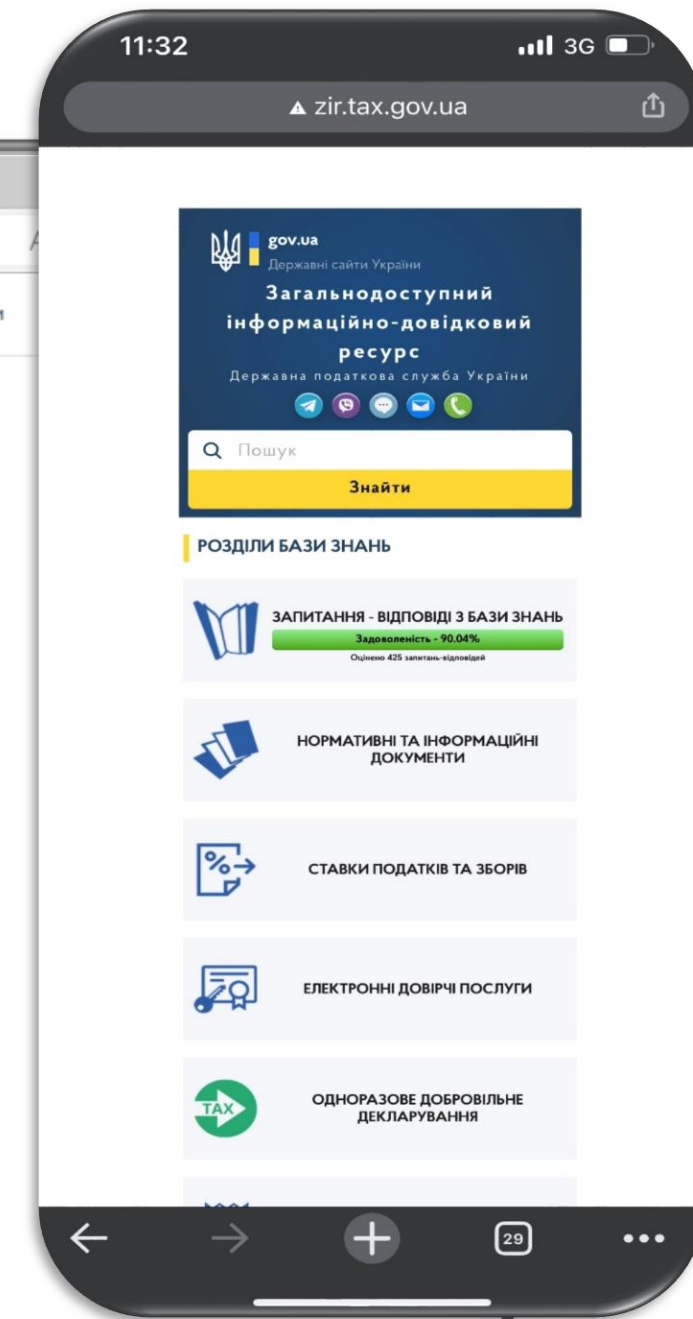 11:32
3G
zir.tax.gov.ua
gov.ua
Державні сайти України
Загальнодоступний
інформаційно-довідковий
ресурс
Державна податкова служба України
Пошук
Знайти
РОЗДІЛИ БАЗИ ЗНАНЬ
ЗАПИТАННЯ - ВІДПОВІДІ З БАЗИ ЗНАНЬ
Задоволеність - 90.04%
Оцінено 425 запитань-відповідей
НОРМАТИВНІ ТА ІНФОРМАЦІЙНІ
ДОКУМЕНТИ
СТАВКИ ПОДАТКІВ ТА ЗБОРІВ
ЕЛЕКТРОННІ ДОВІРЧІ ПОСЛУГИ
TAX
ОДНОРАЗОВЕ ДОБРОВІЛЬНЕ
ДЕКЛАРУВАННЯ
29